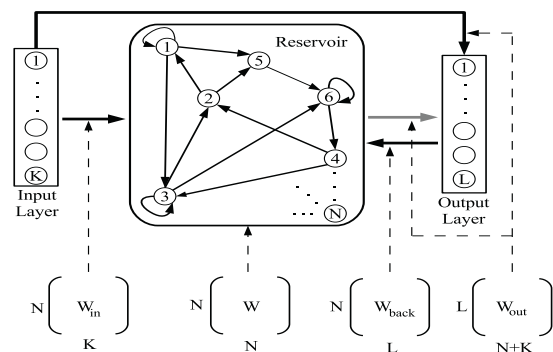 Reservoir
1
5
2
6
4
3
N
1
K
Input
Layer
1
L
Output
Layer
N W_in K
N W N
N W_back L
L W_out N+K